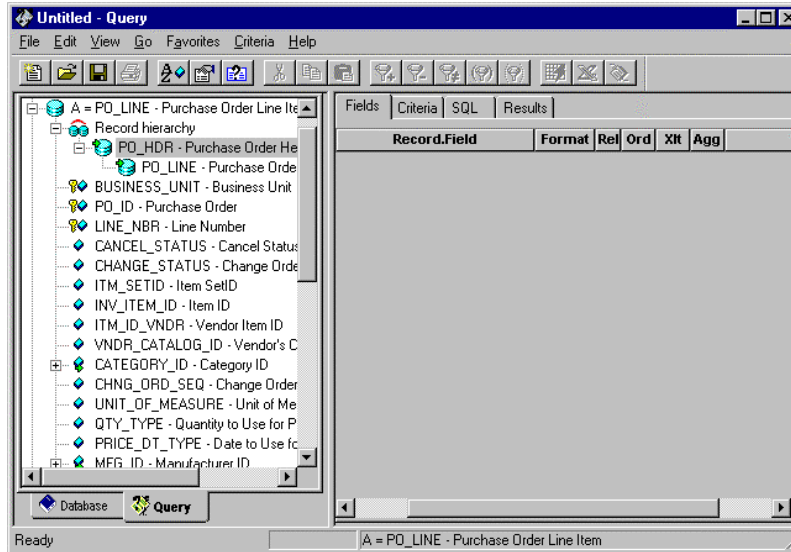 Untitled - Query
File Edit View Go Favorites Criteria Help
A = PO_LINE - Purchase Order Line Ite
Record hierarchy
PO_HDR - Purchase Order He
PO_LINE - Purchase Orde
BUSINESS_UNIT - Business Unit
PO_ID - Purchase Order
LINE_NBR - Line Number
CANCEL_STATUS - Cancel Status
CHANGE_STATUS - Change Orde
ITM_SETID - Item SetID
INV_ITEM_ID - Item ID
ITM_ID_VNDR - Vendor Item ID
VNDR_CATALOG_ID - Vendor's C
CATEGORY_ID - Category ID
CHNG_ORD_SEQ - Change Order
UNIT_OF_MEASURE - Unit of Me
QTY_TYPE - Quantity to Use for P
PRICE_DT_TYPE - Date to Use fo
MFG_ID - Manufacturer ID
Database Query
Fields Criteria SQL Results
Record.Field Format Rel Ord Xlt Agg
Ready A = PO_LINE - Purchase Order Line Item